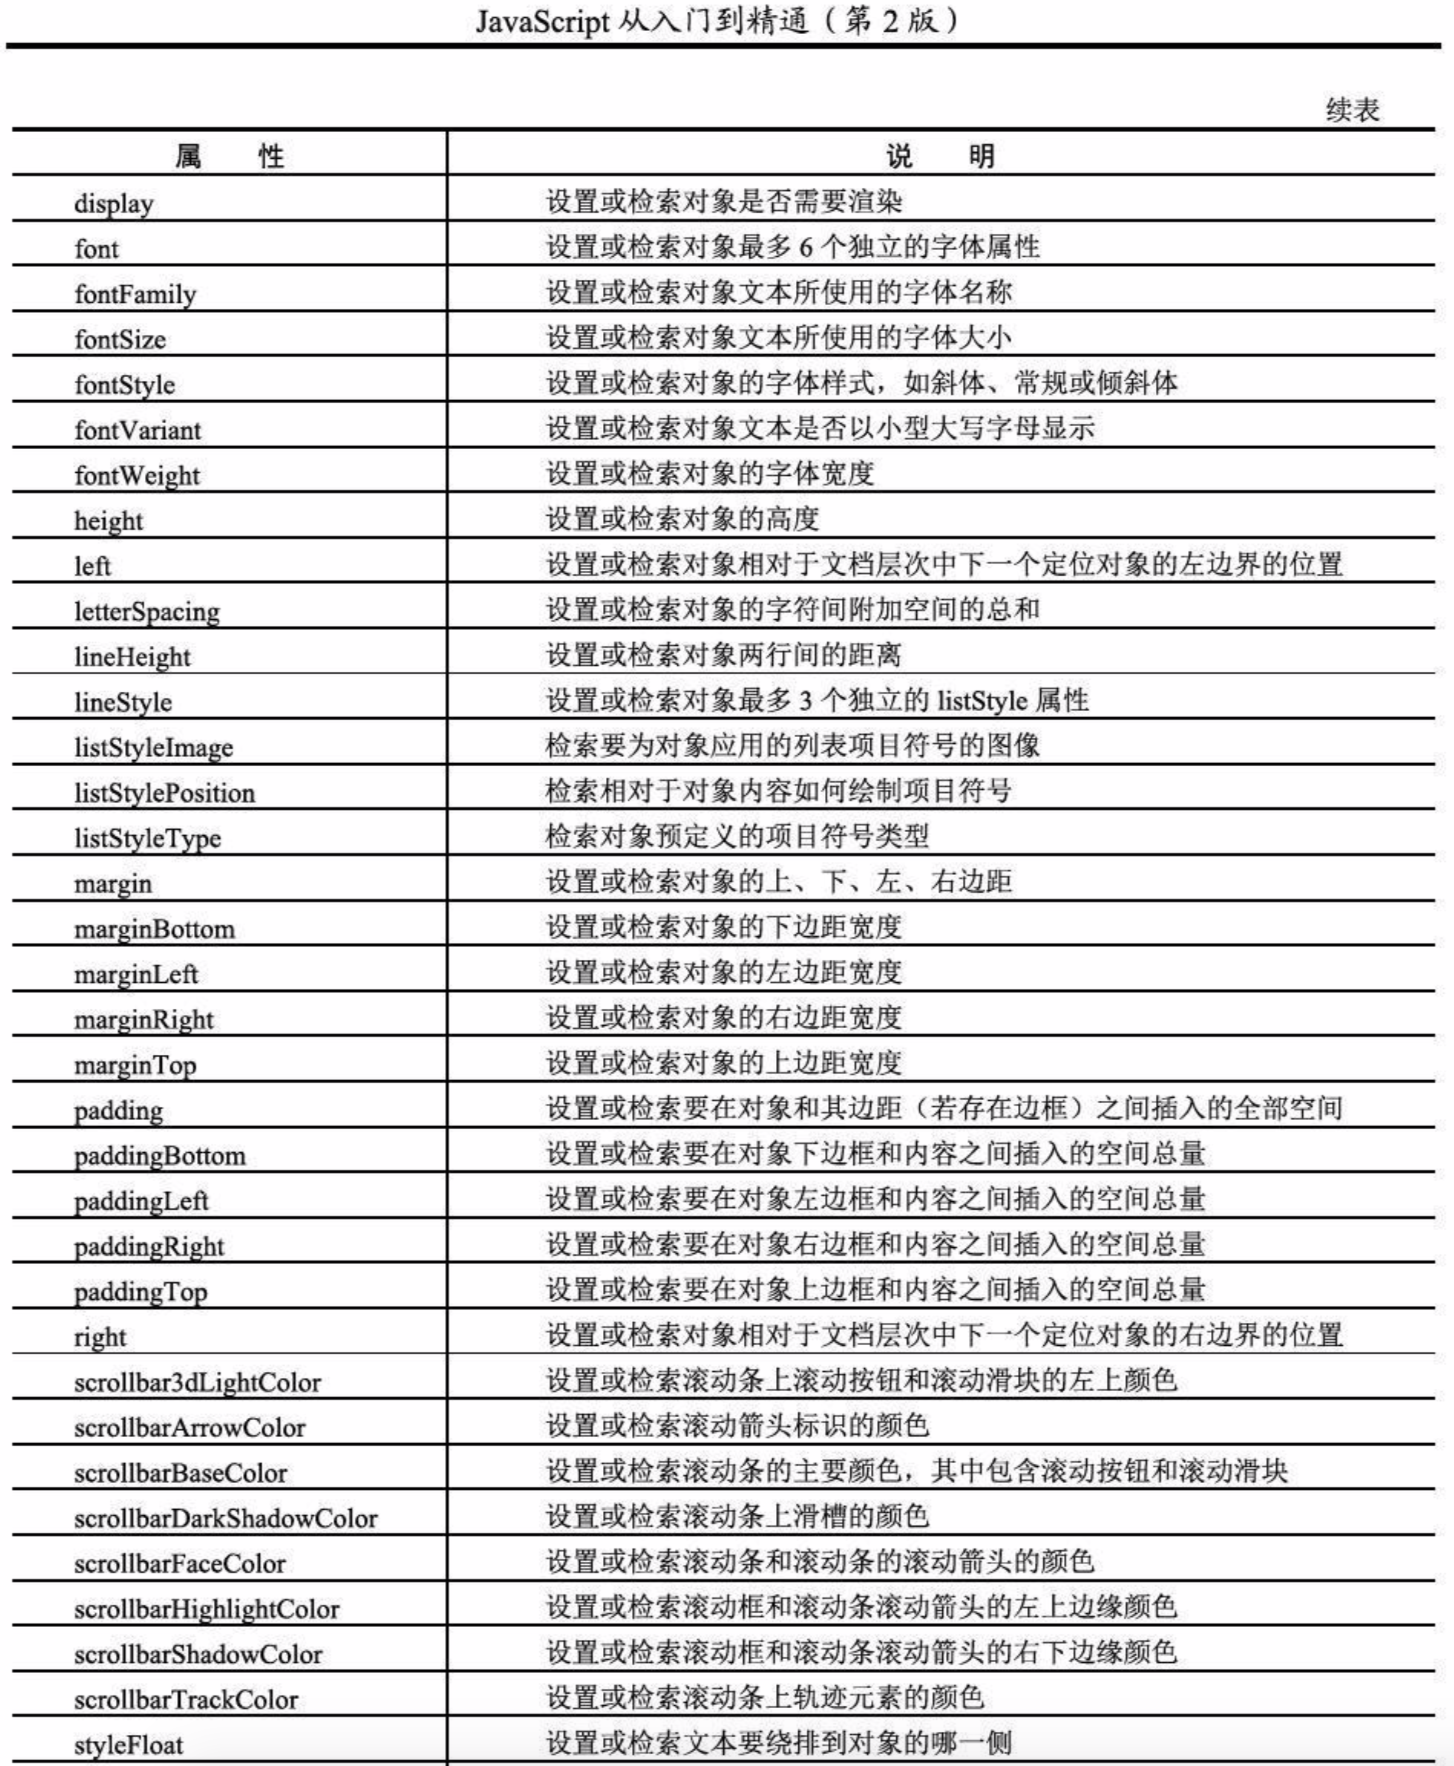 JavaScript 从入门到精通（第 2 版）
续表
属 性 说 明
display 设置或检索对象是否需要渲染
font 设置或检索对象最多 6 个独立的字体属性
fontFamily 设置或检索对象文本所使用的字体名称
fontSize 设置或检索对象文本所使用的字体大小
fontStyle 设置或检索对象的字体样式，如斜体、常规或倾斜体
fontVariant 设置或检索对象文本是否以小型大写字母显示
fontWeight 设置或检索对象的字体宽度
height 设置或检索对象的高度
left 设置或检索对象相对于文档层次中下一个定位对象的左边界的位置
letterSpacing 设置或检索对象的字符间附加空间的总和
lineHeight 设置或检索对象两行间的距离
lineStyle 设置或检索对象最多 3 个独立的 listStyle 属性
listStyleImage 检索要为对象应用的列表项目符号的图像
listStylePosition 检索相对于对象内容如何绘制项目符号
listStyleType 检索对象预定义的项目符号类型
margin 设置或检索对象的上、下、左、右边距
marginBottom 设置或检索对象的下边距宽度
marginLeft 设置或检索对象的左边距宽度
marginRight 设置或检索对象的右边距宽度
marginTop 设置或检索对象的上边距宽度
padding 设置或检索要在对象和其边距（若存在边框）之间插入的全部空间
paddingBottom 设置或检索要在对象下边框和内容之间插入的空间总量
paddingLeft 设置或检索要在对象左边框和内容之间插入的空间总量
paddingRight 设置或检索要在对象右边框和内容之间插入的空间总量
paddingTop 设置或检索要在对象上边框和内容之间插入的空间总量
right 设置或检索对象相对于文档层次中下一个定位对象的右边界的位置
scrollbar3dLightColor 设置或检索滚动条上滚动按钮和滚动滑块的左上颜色
scrollbarArrowColor 设置或检索滚动箭头标识的颜色
scrollbarBaseColor 设置或检索滚动条的主要颜色，其中包含滚动按钮和滚动滑块
scrollbarDarkShadowColor 设置或检索滚动条上滑槽的颜色
scrollbarFaceColor 设置或检索滚动条和滚动条的滚动箭头的颜色
scrollbarHighlightColor 设置或检索滚动框和滚动条滚动箭头的左上边缘颜色
scrollbarShadowColor 设置或检索滚动框和滚动条滚动箭头的右下边缘颜色
scrollbarTrackColor 设置或检索滚动条上轨迹元素的颜色
styleFloat 设置或检索文本要绕排到对象的哪一侧